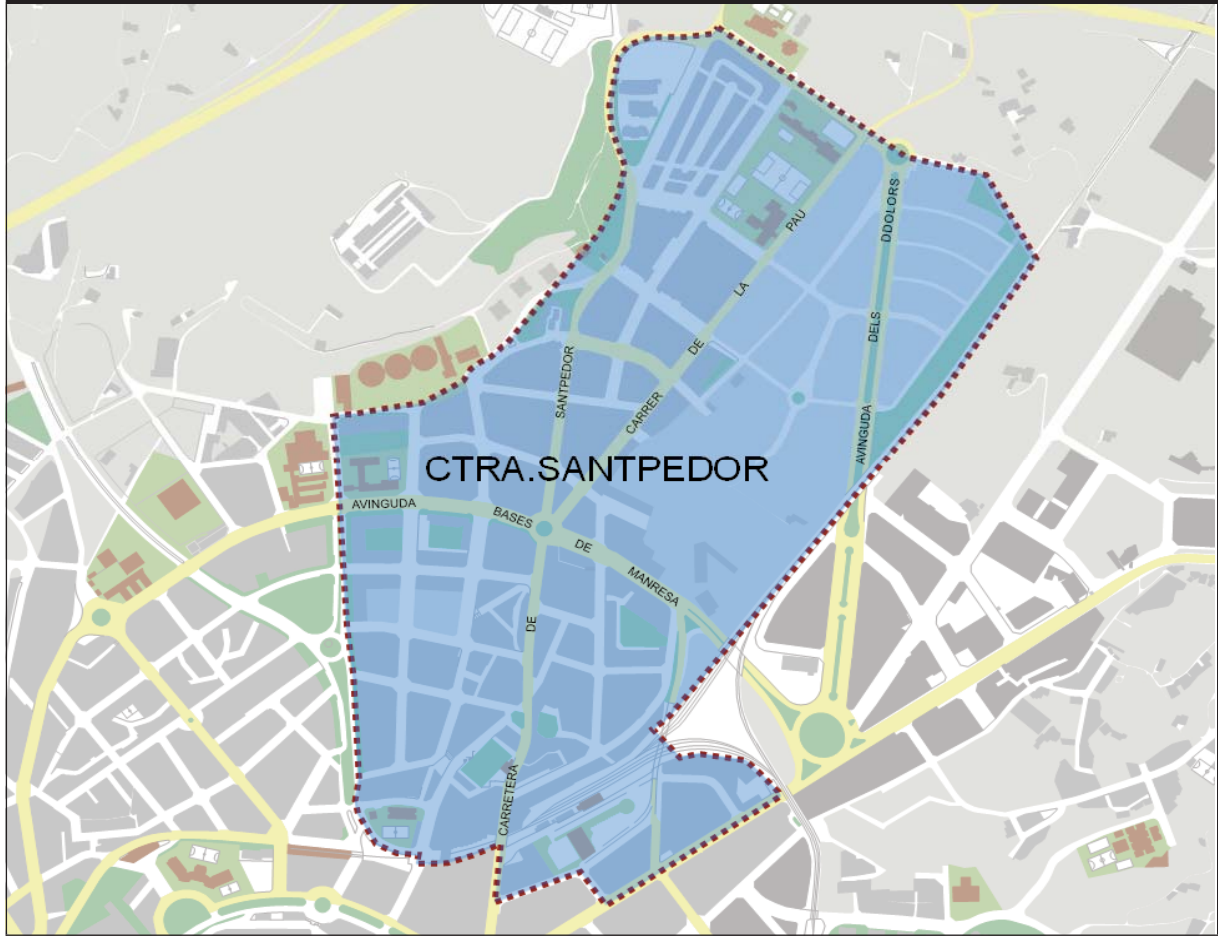 DDOLORS
DELS
AVINGUDA
PAU
LA
DE
CARRER
SANTPEDOR
CTRA.SANTPEDOR
AVINGUDA
BASES
DE
MANRESA
DE
CARRETERA